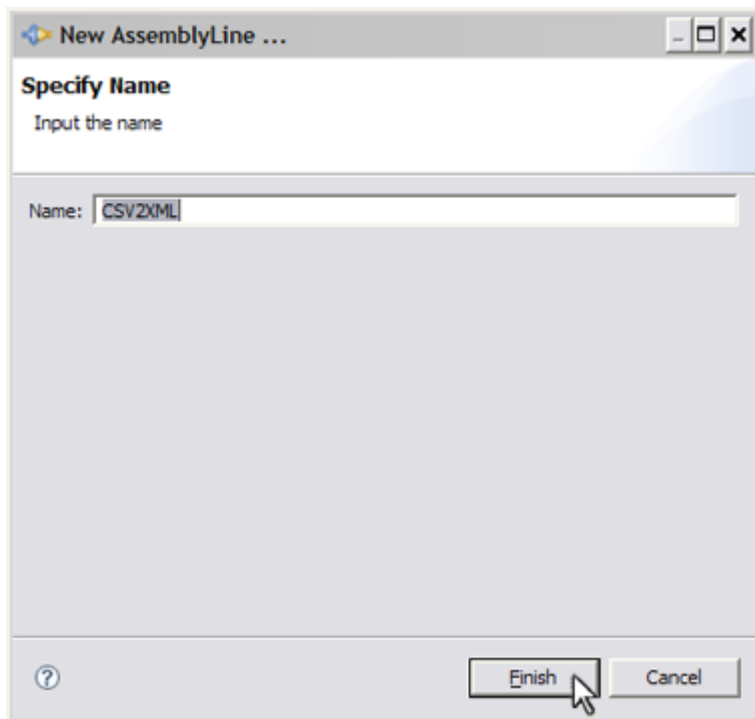 New AssemblyLine ...
Specify Name
Input the name
Name: CSV2XML
Finish Cancel